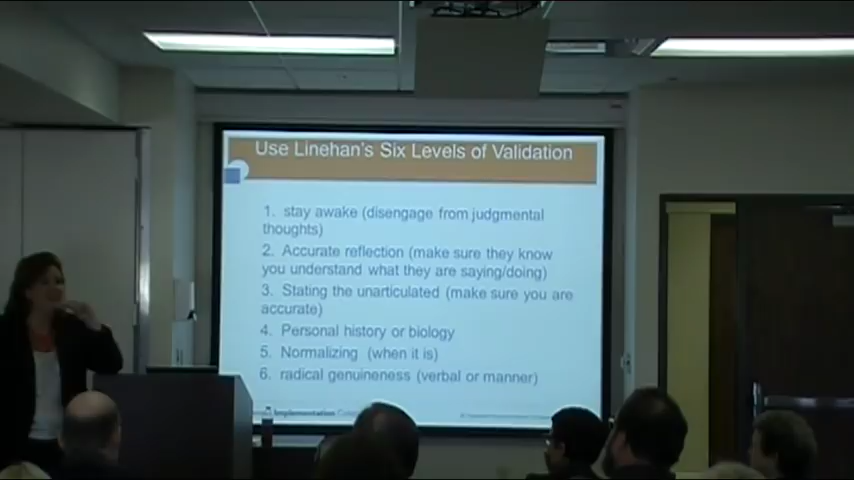 Use Linehan's Six Levels of Validation
1. stay awake (disengage from judgmental
thoughts)
2. Accurate reflection (make sure they know
you understand what they are saying/doing)
3. Stating the unarticulated (make sure you are
accurate)
4. Personal history or biology
5. Normalizing (when it is)
6. radical genuineness (verbal or manner)
Implementation